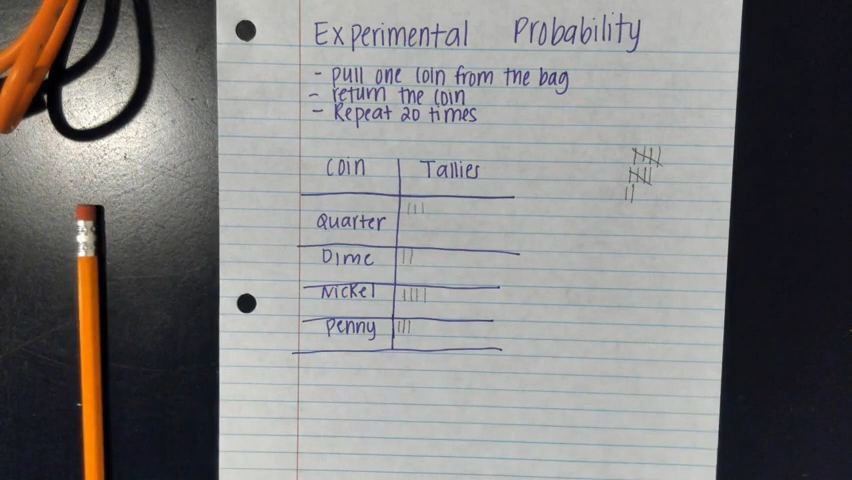 Experimental Probability
- pull one coin from the bag
- return the coin
- Repeat 20 times
Coin Tallies
Quarter |||
Dime ||
Nickel ||||
Penny |||